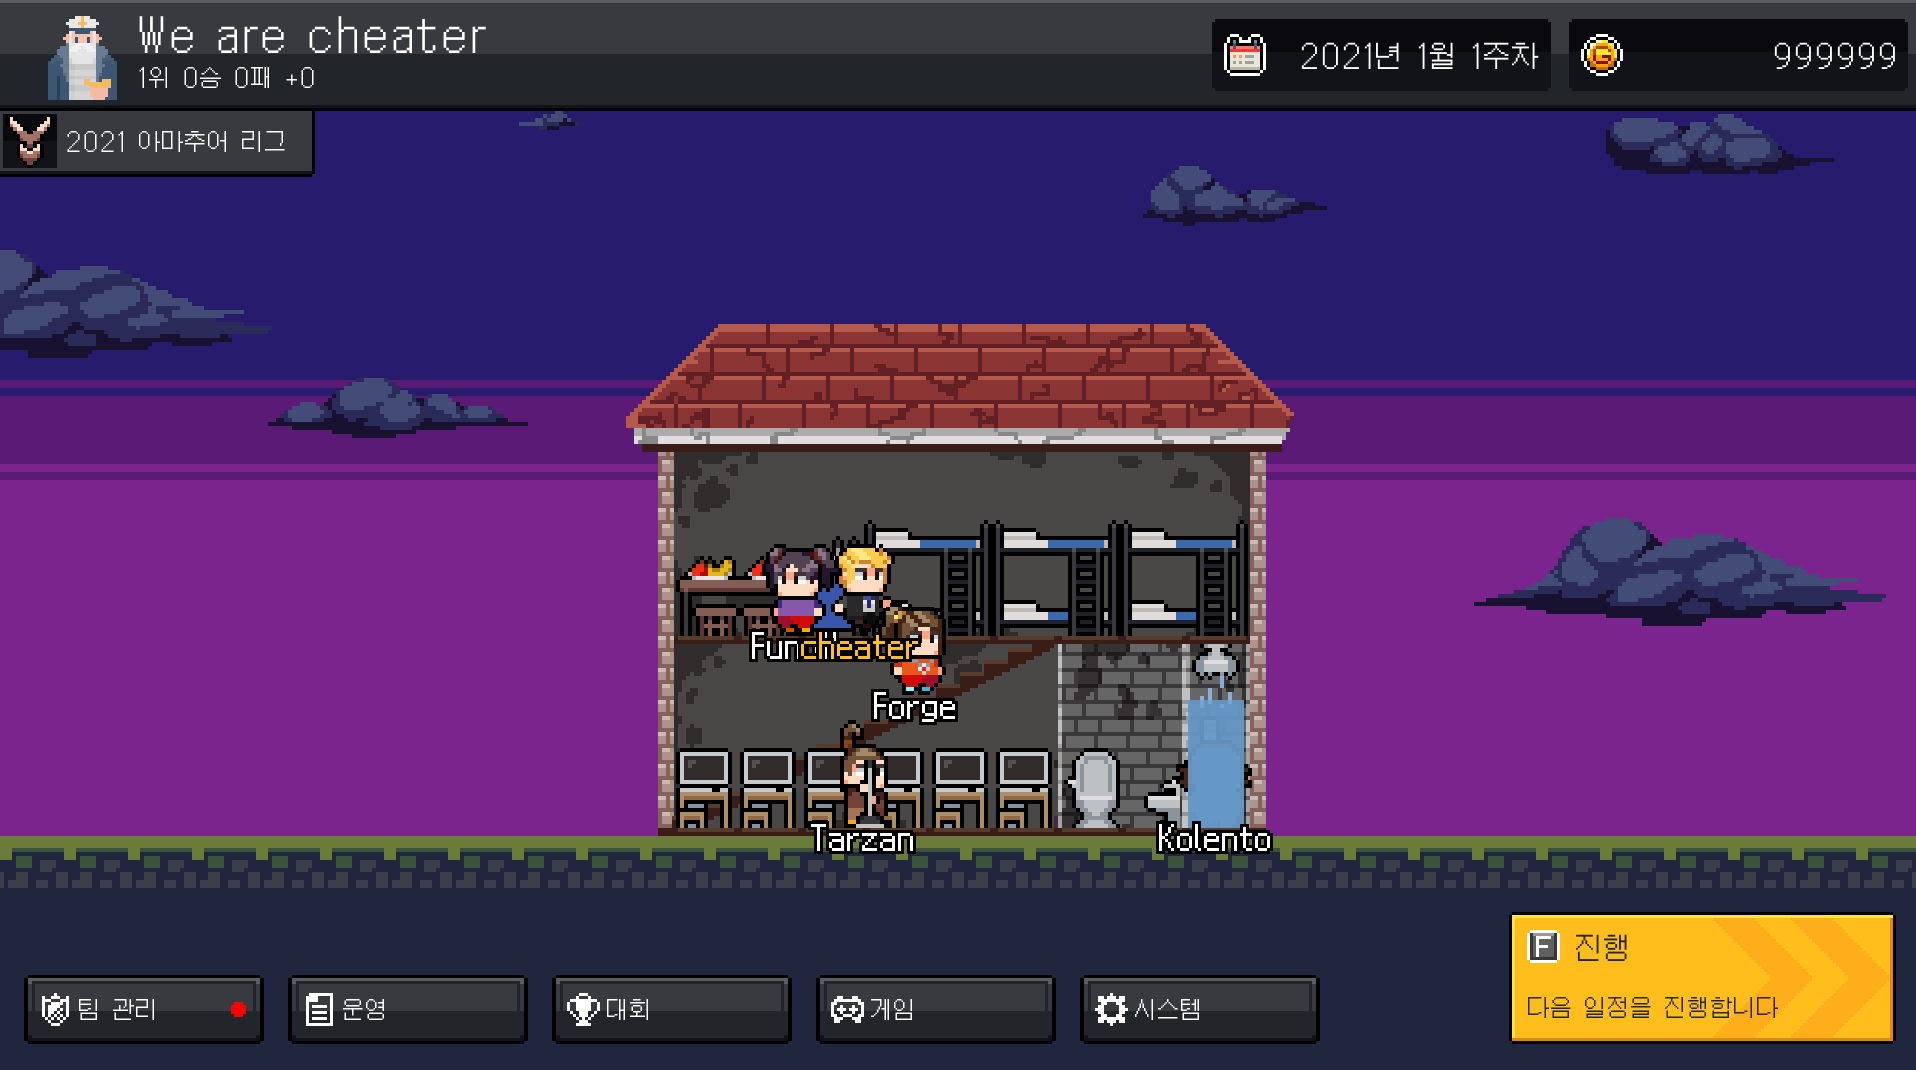 We are cheater
1위 0승 0패 +0
2021년 1월 1주차
999999
2021 아마추어 리그
Fun
cheater
Forge
Tarzan
Kolento
F 진행
다음 일정을 진행합니다
팀 관리
운영
대회
게임
시스템